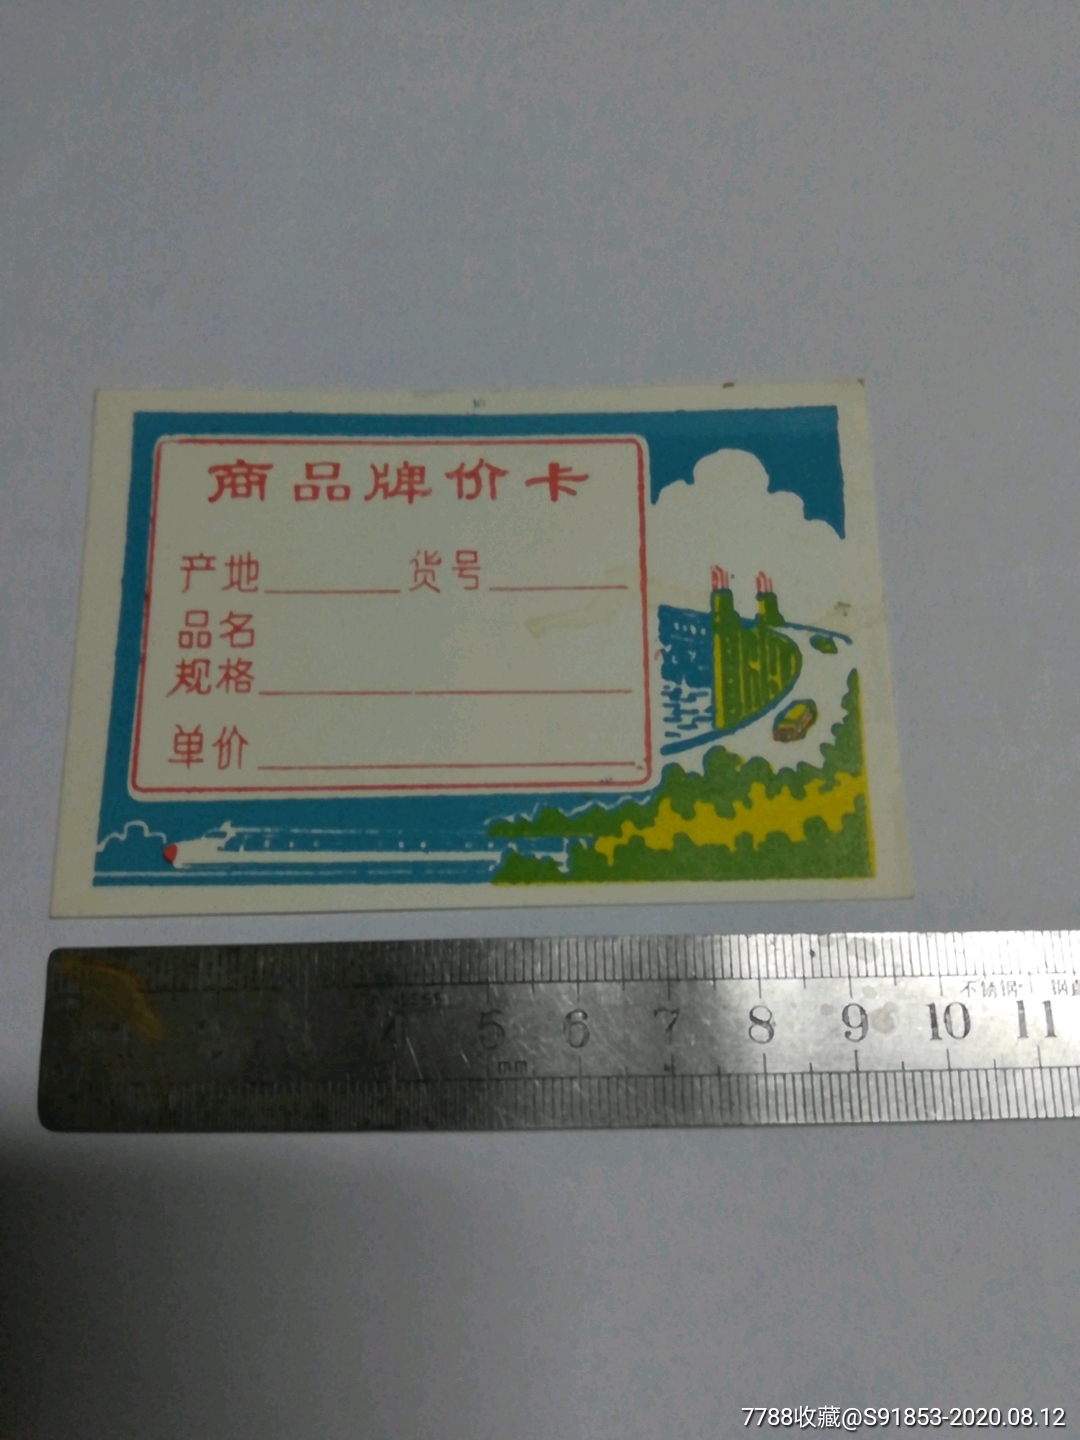 商品牌价卡
产地 货号
品名
规格
单价
不锈钢
4 5 6 7 8 9 10 11
mm
7788收藏@S91853-2020.08.12